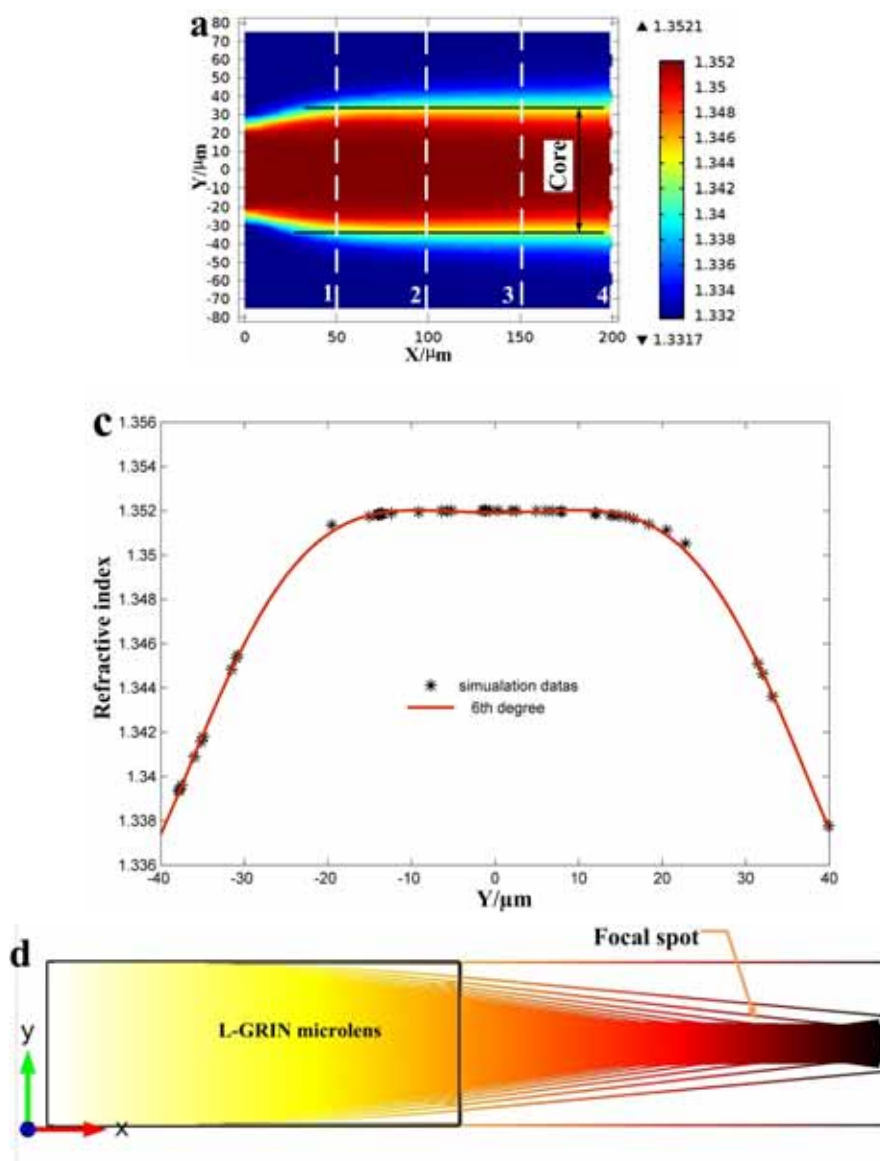 a
80
70
60
50
40
30
20
10
0
-10
-20
-30
-40
-50
-60
-70
-80
Y/μm
Core
1 2 3 4
0 50 100 150 200
X/μm
▲ 1.3521
1.352
1.35
1.348
1.346
1.344
1.342
1.34
1.338
1.336
1.334
1.332
▼ 1.3317
c
1.356
1.354
1.352
1.35
1.348
1.346
1.344
1.342
1.34
1.338
1.336
Refractive index
simualation datas
6th degree
-40 -30 -20 -10 0 10 20 30 40
Y/μm
d
Focal spot
L-GRIN microlens
y
x